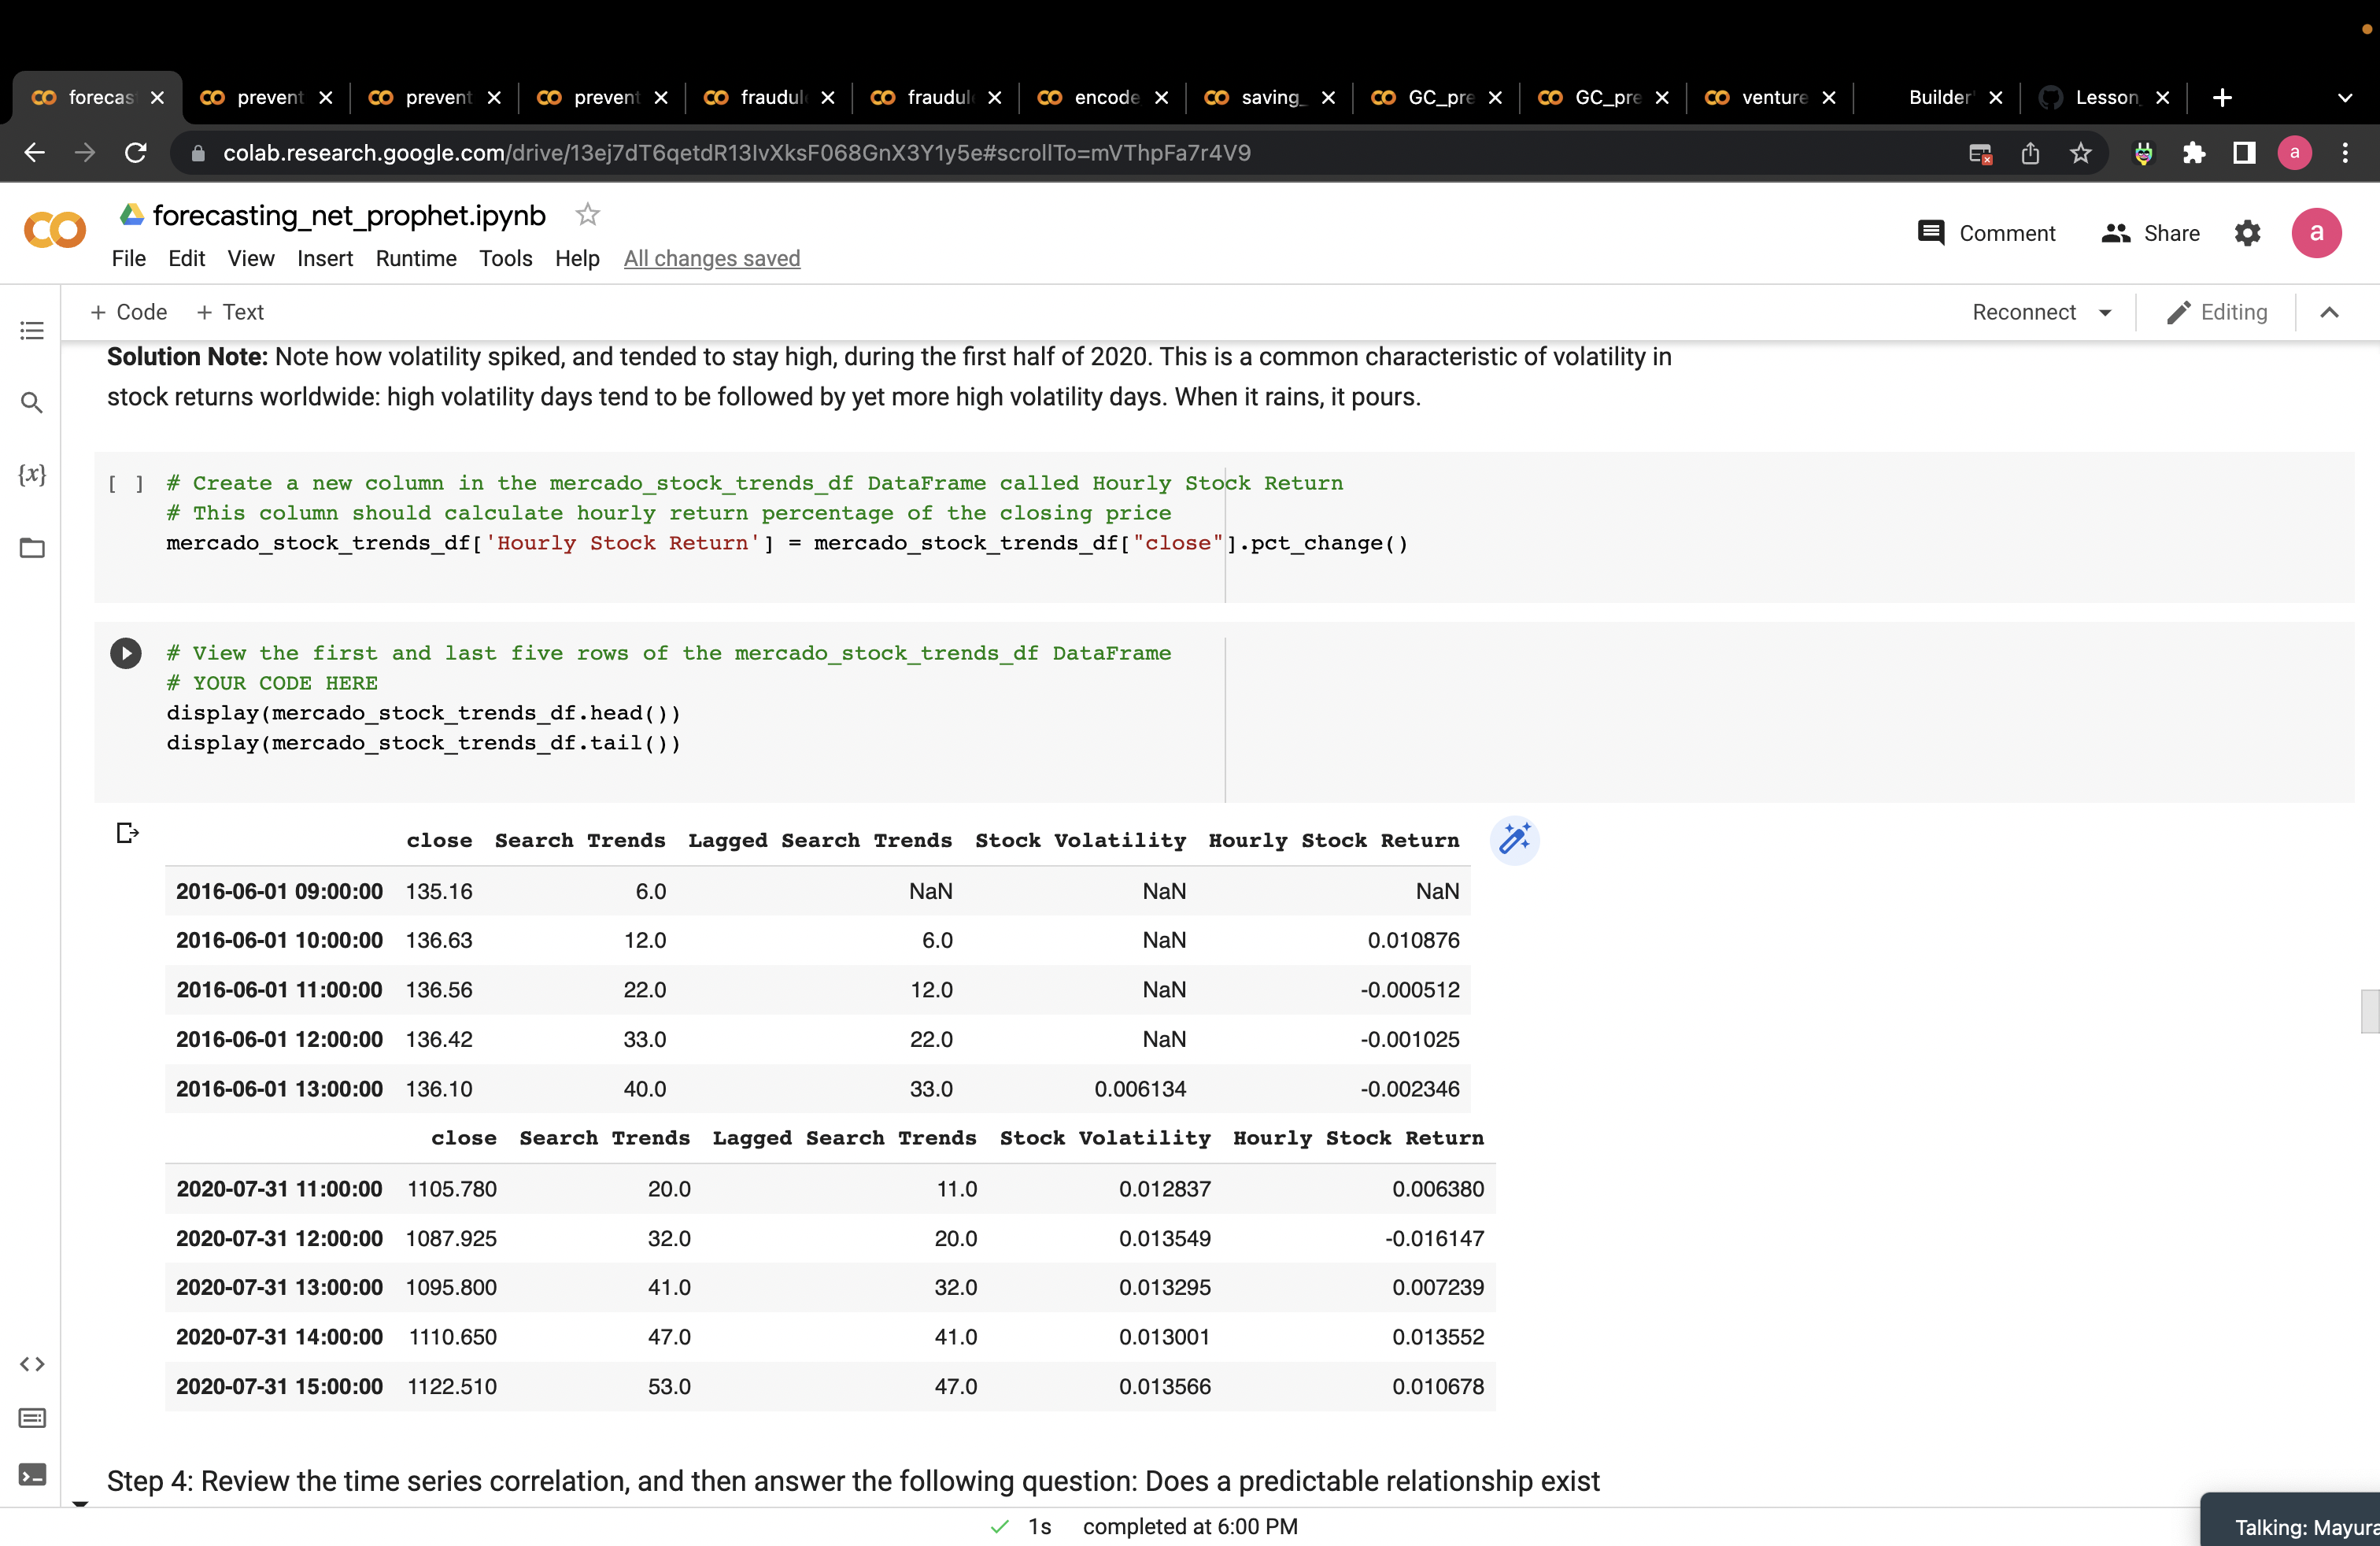 forecas
prevent
prevent
prevent
fraudul
fraudul
encode
saving_
GC_pre
GC_pre
venture
Builder'
Lesson_
colab.research.google.com/drive/13ej7dT6qetdR13IvXksF068GnX3Y1y5e#scrollTo=mVThpFa7r4V9
a
forecasting_net_prophet.ipynb
Comment Share a
File Edit View Insert Runtime Tools Help All changes saved
+ Code + Text Reconnect Editing
Solution Note: Note how volatility spiked, and tended to stay high, during the first half of 2020. This is a common characteristic of volatility in
stock returns worldwide: high volatility days tend to be followed by yet more high volatility days. When it rains, it pours.
{x}
[ ] # Create a new column in the mercado_stock_trends_df DataFrame called Hourly Stock Return
# This column should calculate hourly return percentage of the closing price
mercado_stock_trends_df['Hourly Stock Return'] = mercado_stock_trends_df["close"].pct_change()
# View the first and last five rows of the mercado_stock_trends_df DataFrame
# YOUR CODE HERE
display(mercado_stock_trends_df.head())
display(mercado_stock_trends_df.tail())
close Search Trends Lagged Search Trends Stock Volatility Hourly Stock Return
2016-06-01 09:00:00 135.16 6.0 NaN NaN NaN
2016-06-01 10:00:00 136.63 12.0 6.0 NaN 0.010876
2016-06-01 11:00:00 136.56 22.0 12.0 NaN -0.000512
2016-06-01 12:00:00 136.42 33.0 22.0 NaN -0.001025
2016-06-01 13:00:00 136.10 40.0 33.0 0.006134 -0.002346
close Search Trends Lagged Search Trends Stock Volatility Hourly Stock Return
2020-07-31 11:00:00 1105.780 20.0 11.0 0.012837 0.006380
2020-07-31 12:00:00 1087.925 32.0 20.0 0.013549 -0.016147
2020-07-31 13:00:00 1095.800 41.0 32.0 0.013295 0.007239
2020-07-31 14:00:00 1110.650 47.0 41.0 0.013001 0.013552
2020-07-31 15:00:00 1122.510 53.0 47.0 0.013566 0.010678
Step 4: Review the time series correlation, and then answer the following question: Does a predictable relationship exist
1s completed at 6:00 PM
Talking: Mayura